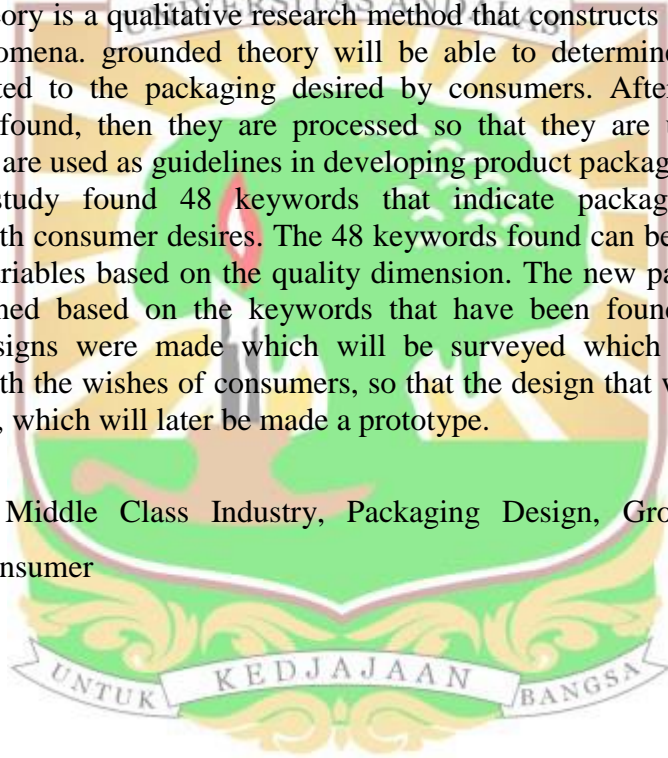 UNIVERSITAS ANDALAS
ory is a qualitative research method that constructs
omena. grounded theory will be able to determine
ted to the packaging desired by consumers. After
found, then they are processed so that they are
are used as guidelines in developing product packag
study found 48 keywords that indicate packag
th consumer desires. The 48 keywords found can be
ariables based on the quality dimension. The new pa
ned based on the keywords that have been found
signs were made which will be surveyed which
th the wishes of consumers, so that the design that w
, which will later be made a prototype.
Middle Class Industry, Packaging Design, Gro
nsumer
UNTUK KEDJAJAAN BANGSA